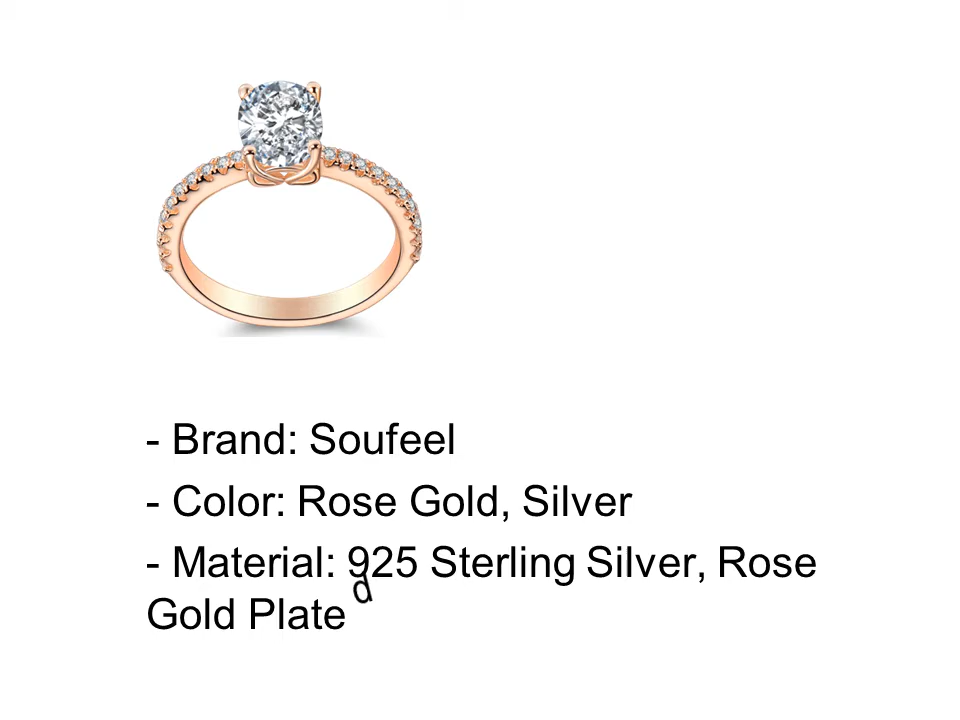 - Brand: Soufeel
- Color: Rose Gold, Silver
- Material: 925 Sterling Silver, Rose
Gold Plate d